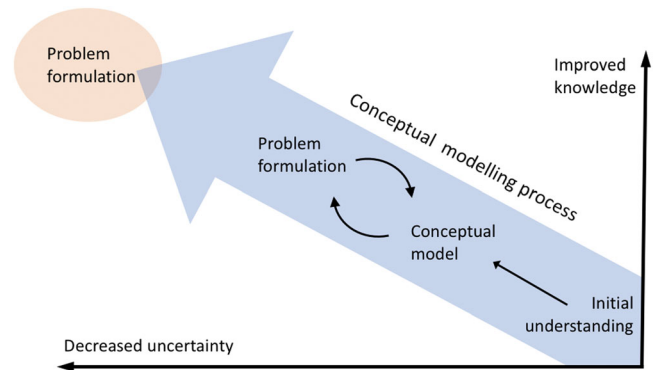 Problem
formulation
Improved
knowledge
Conceptual modelling process
Problem
formulation
Conceptual
model
Initial
understanding
Decreased uncertainty